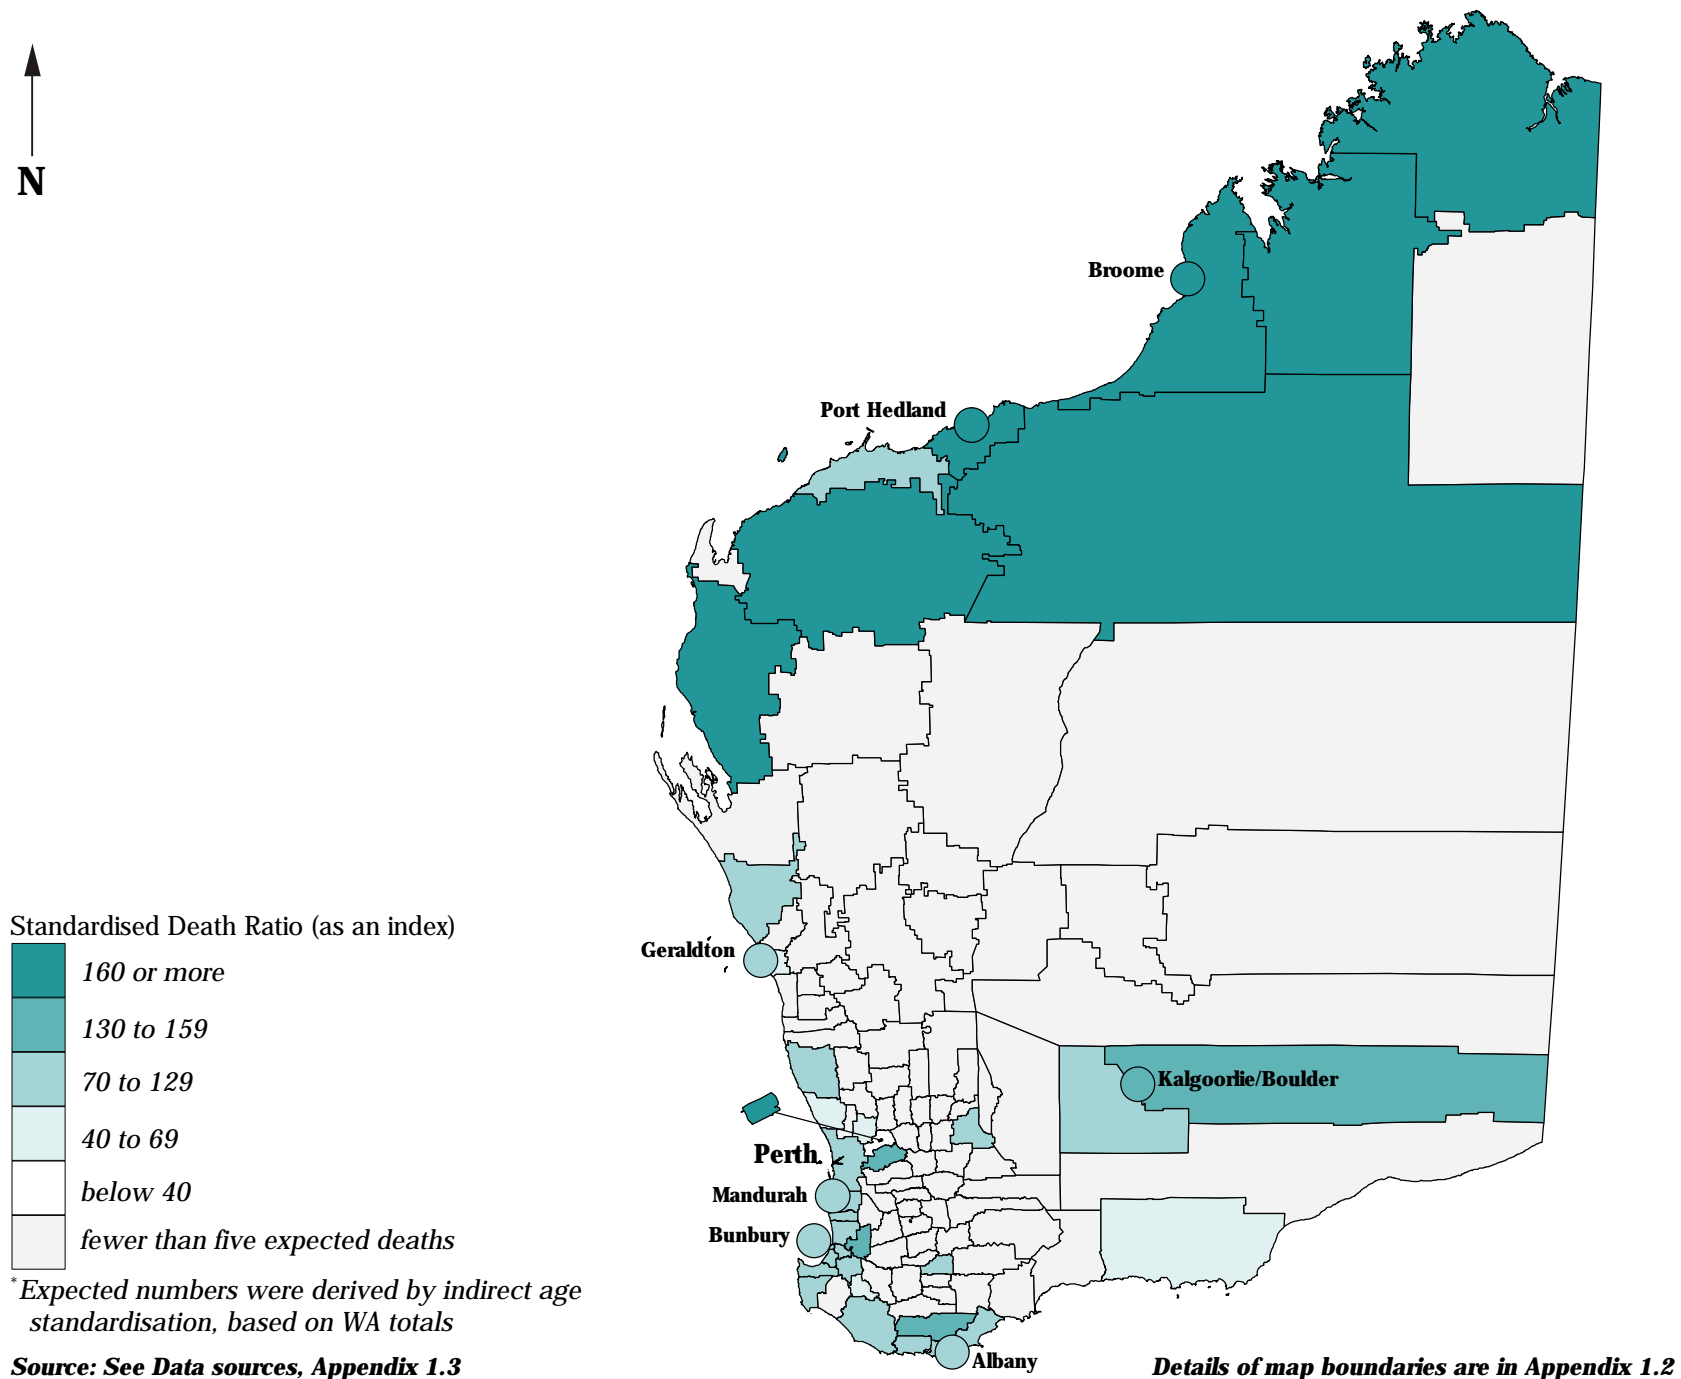 N
Broome
Port Hedland
Standardised Death Ratio (as an index)
160 or more
130 to 159
70 to 129
40 to 69
below 40
fewer than five expected deaths
Geraldton
Kalgoorlie/Boulder
Perth
Mandurah
Bunbury
Albany
*Expected numbers were derived by indirect age
standardisation, based on WA totals
Source: See Data sources, Appendix 1.3
Details of map boundaries are in Appendix 1.2